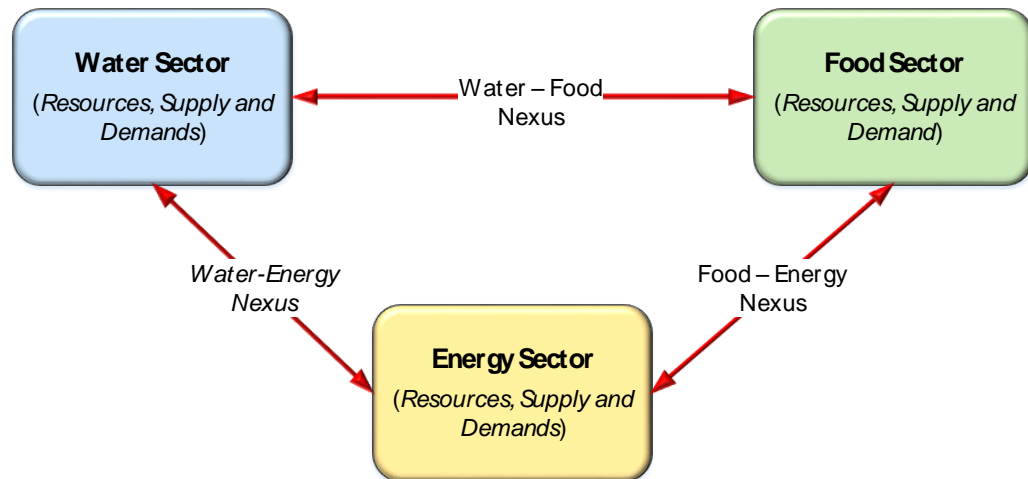 Water Sector
(Resources, Supply and
Demands)
Water – Food
Nexus
Food Sector
(Resources, Supply and
Demand)
Water-Energy
Nexus
Food – Energy
Nexus
Energy Sector
(Resources, Supply and
Demands)